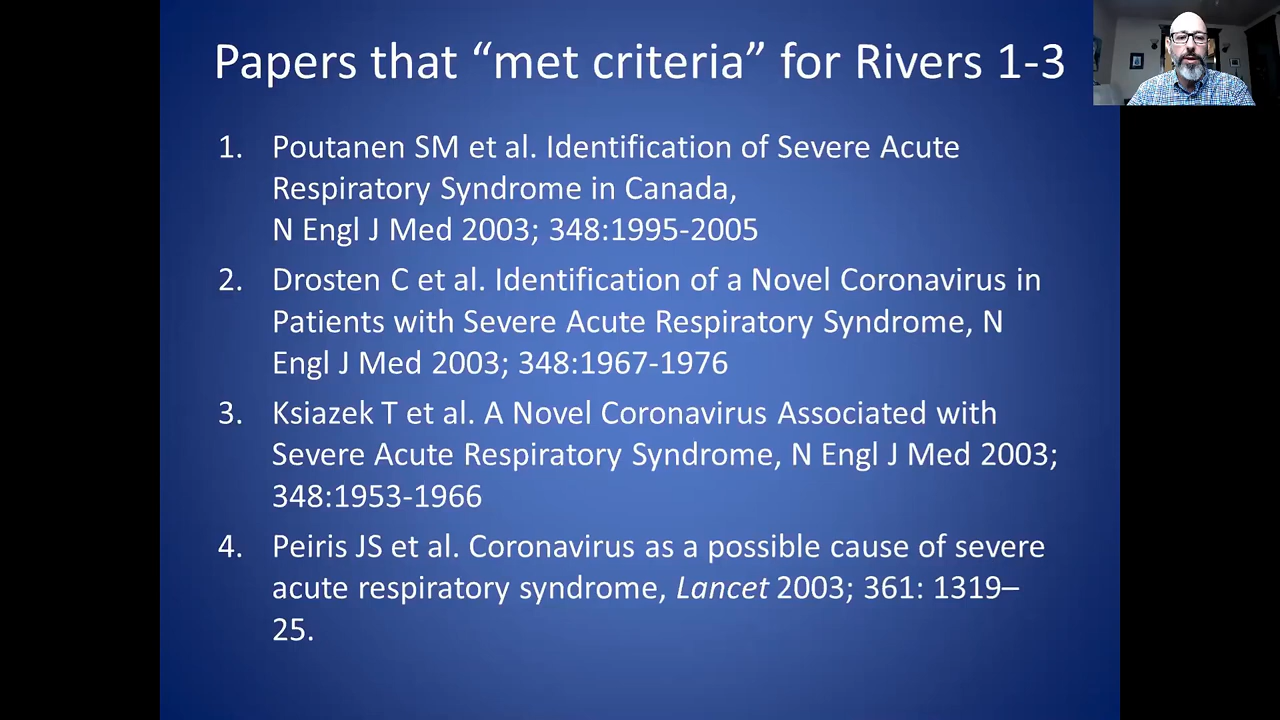 Papers that “met criteria” for Rivers 1-3
1. Poutanen SM et al. Identification of Severe Acute
Respiratory Syndrome in Canada,
N Engl J Med 2003; 348:1995-2005
2. Drosten C et al. Identification of a Novel Coronavirus in
Patients with Severe Acute Respiratory Syndrome, N
Engl J Med 2003; 348:1967-1976
3. Ksiazek T et al. A Novel Coronavirus Associated with
Severe Acute Respiratory Syndrome, N Engl J Med 2003;
348:1953-1966
4. Peiris JS et al. Coronavirus as a possible cause of severe
acute respiratory syndrome, Lancet 2003; 361: 1319–
25.